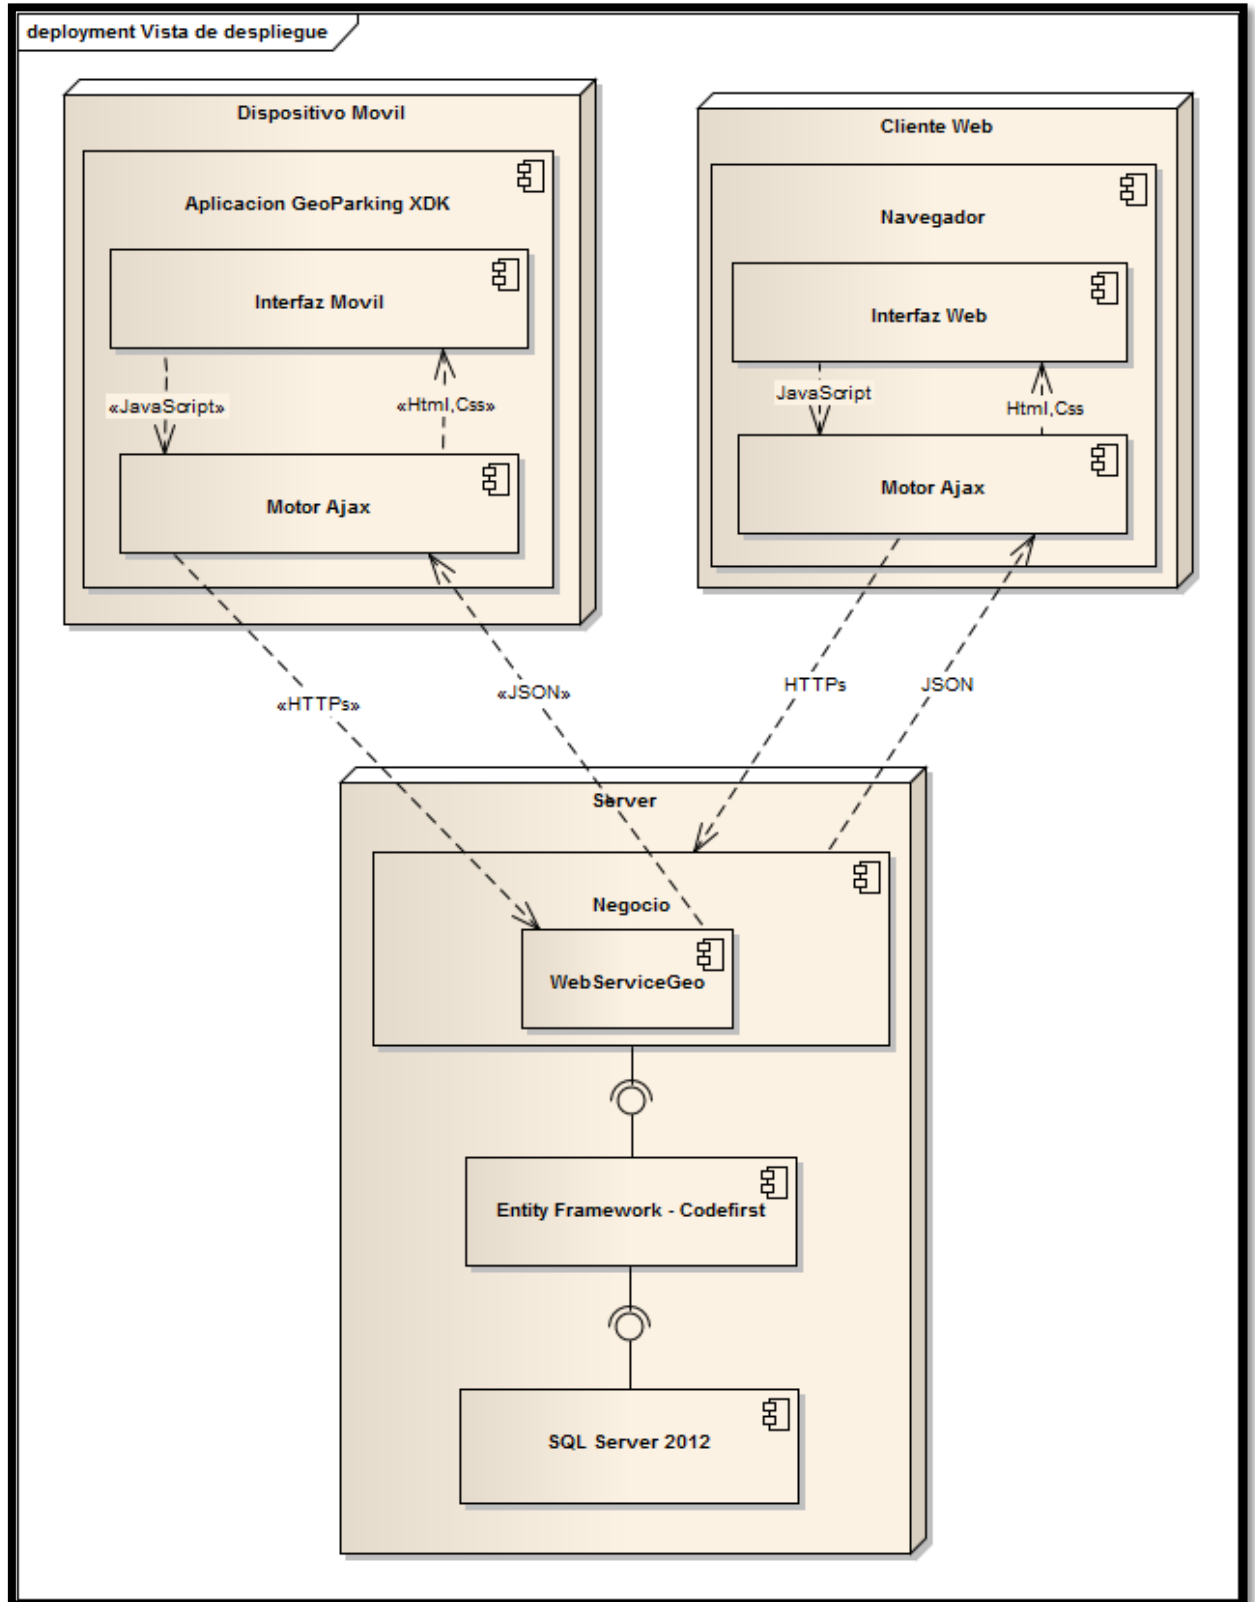 deployment Vista de despliegue
Dispositivo Movil
Aplicacion GeoParking XDK
Interfaz Movil
«JavaScript»
«Html,Css»
Motor Ajax
Cliente Web
Navegador
Interfaz Web
JavaScript
Html,Css
Motor Ajax
«HTTPs»
«JSON»
HTTPs
JSON
Server
Negocio
WebServiceGeo
Entity Framework - Codefirst
SQL Server 2012